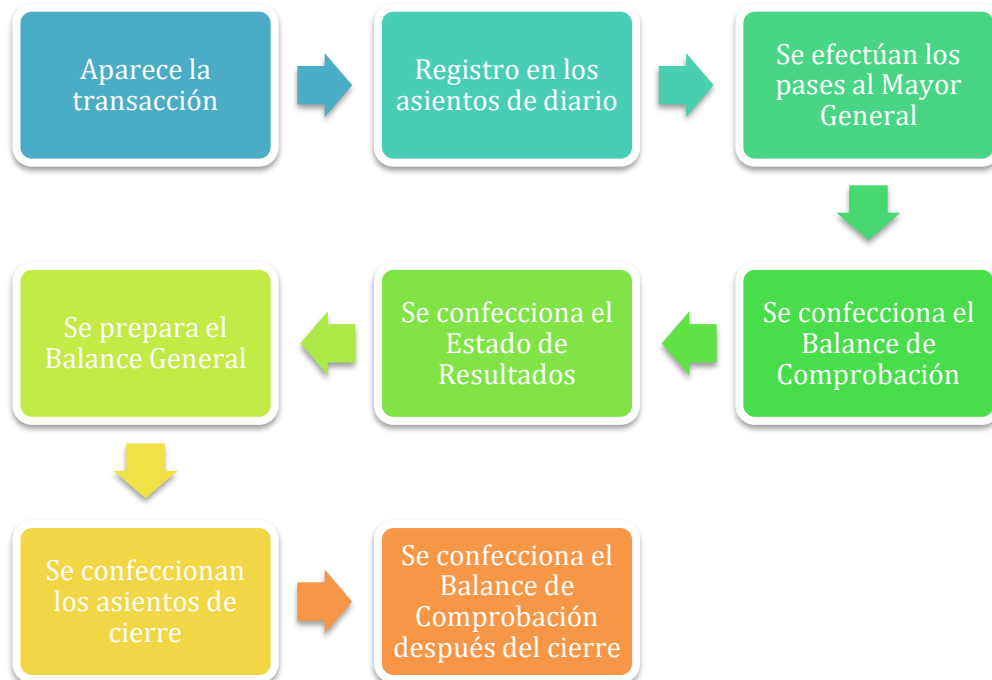 Aparece la
transacción
Registro en los
asientos de diario
Se efectúan los
pases al Mayor
General
Se confecciona el
Balance de
Comprobación
Se confecciona el
Estado de
Resultados
Se prepara el
Balance General
Se confeccionan
los asientos de
cierre
Se confecciona el
Balance de
Comprobación
después del cierre